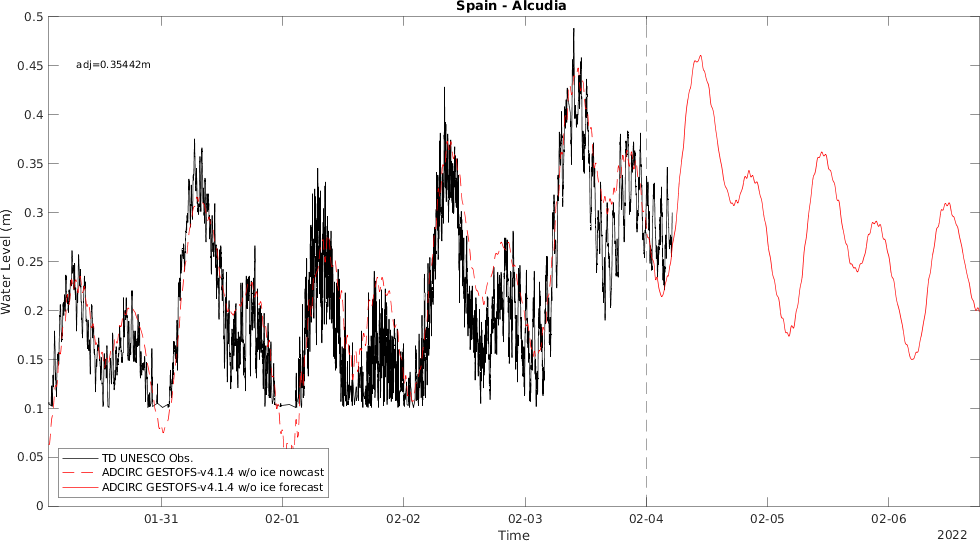 Spain - Alcudia
adj=0.35442m
Water Level (m)
0.5
0.45
0.4
0.35
0.3
0.25
0.2
0.15
0.1
0.05
0
TD UNESCO Obs.
ADCIRC GESTOFS-v4.1.4 w/o ice nowcast
ADCIRC GESTOFS-v4.1.4 w/o ice forecast
01-31 02-01 02-02 02-03 02-04 02-05 02-06
Time
2022